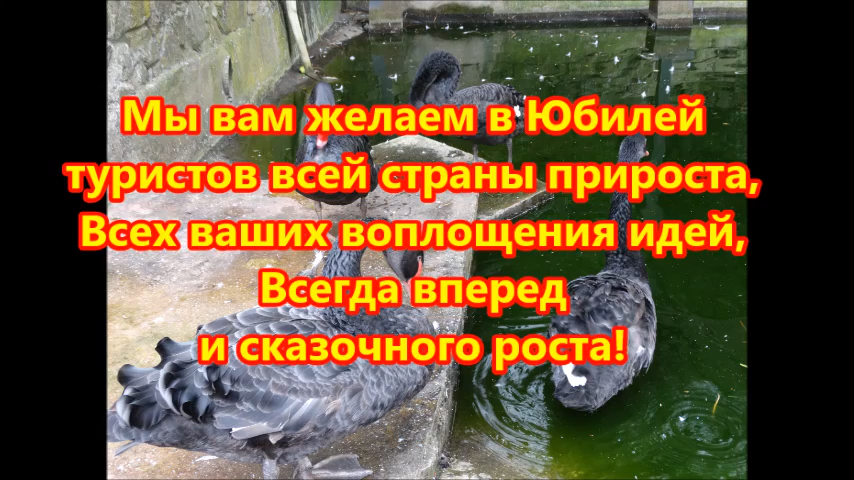 Мы вам желаем в Юбилей
туристов всей страны прироста,
Всех ваших воплощения идей,
Всегда вперед
и сказочного роста!